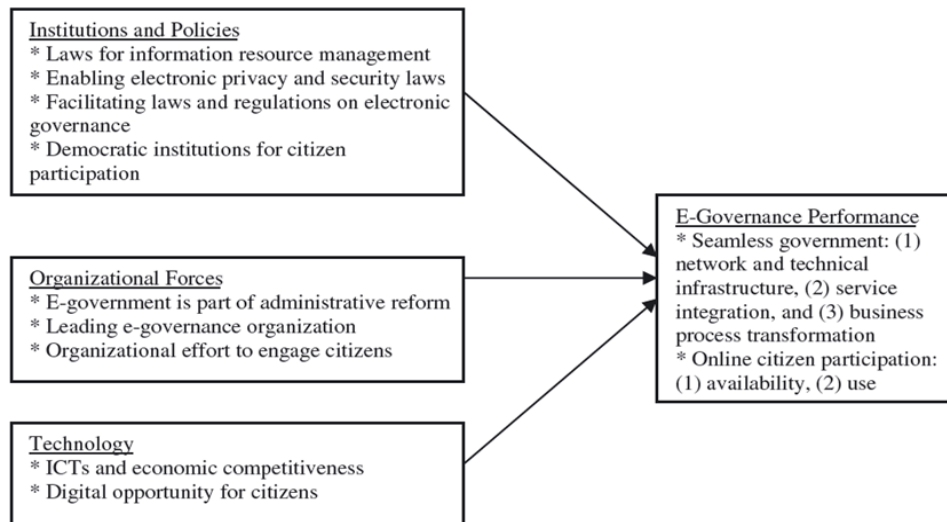 Institutions and Policies
* Laws for information resource management
* Enabling electronic privacy and security laws
* Facilitating laws and regulations on electronic
governance
* Democratic institutions for citizen
participation
Organizational Forces
* E-government is part of administrative reform
* Leading e-governance organization
* Organizational effort to engage citizens
Technology
* ICTs and economic competitiveness
* Digital opportunity for citizens
E-Governance Performance
* Seamless government: (1)
network and technical
infrastructure, (2) service
integration, and (3) business
process transformation
* Online citizen participation:
(1) availability, (2) use